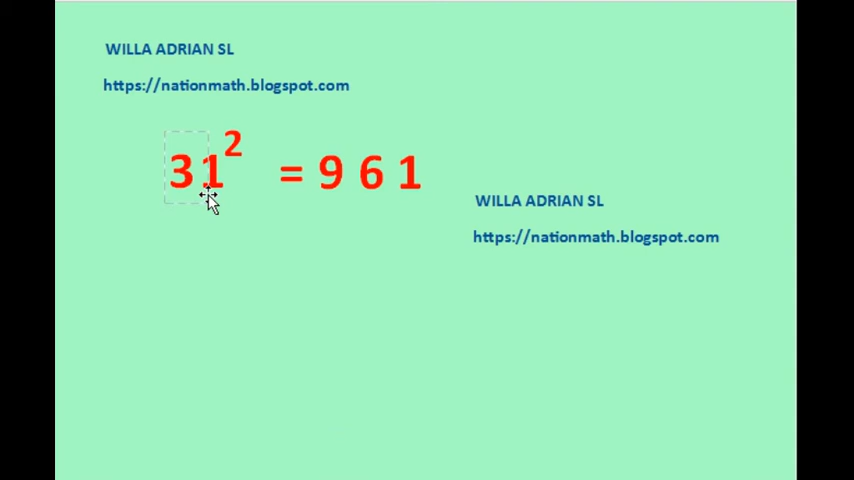 WILLA ADRIAN SL
https://nationmath.blogspot.com
31² = 9 6 1
WILLA ADRIAN SL
https://nationmath.blogspot.com